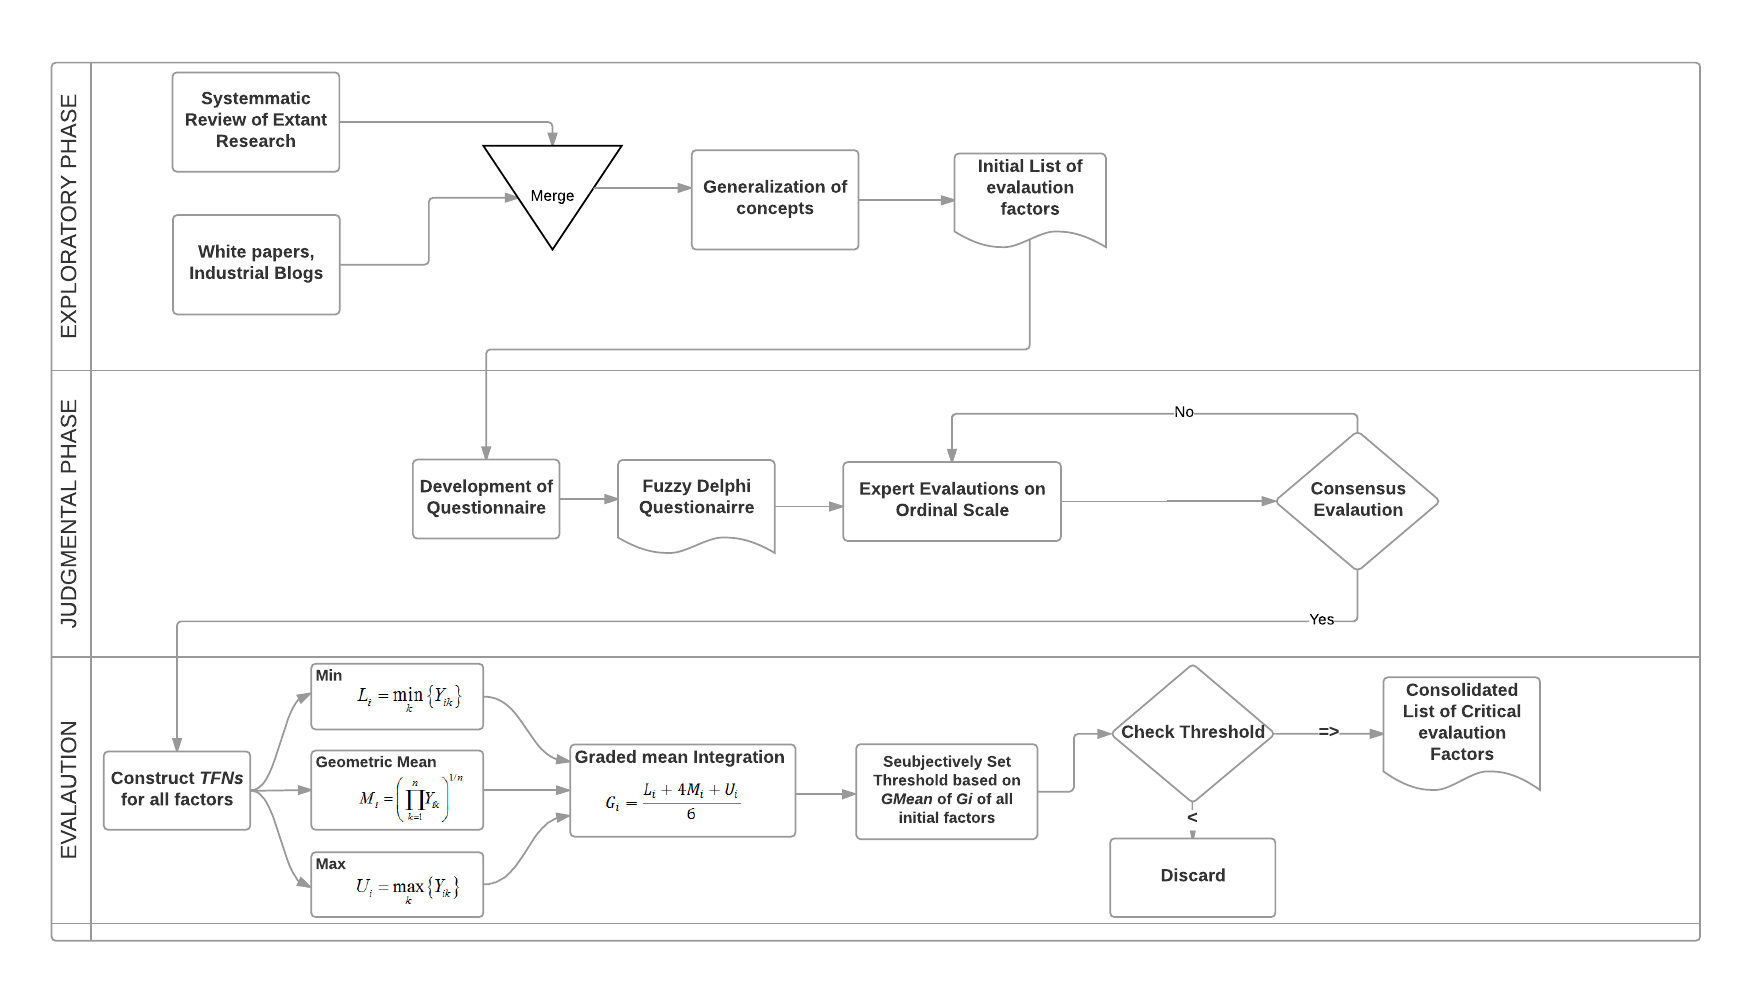 EXPLORATORY PHASE
Systemmatic
Review of Extant
Research
White papers,
Industrial Blogs
Merge
Generalization of
concepts
Initial List of
evalaution
factors
JUDGMENTAL PHASE
Development of
Questionnaire
Fuzzy Delphi
Questionairre
Expert Evalautions on
Ordinal Scale
No
Consensus
Evalaution
Yes
EVALAUTION
Construct TFNs
for all factors
Min
L_i = min_k {Y_ik}
Geometric Mean
M_i = (∏_{k=1}^{n} Y_ik)^{1/n}
Max
U_i = max_k {Y_ik}
Graded mean Integration
G_i = (L_i + 4M_i + U_i) / 6
Seubjectively Set
Threshold based on
GMean of Gi of all
initial factors
Check Threshold
=>
<
Discard
Consolidated
List of Critical
evalaution
Factors